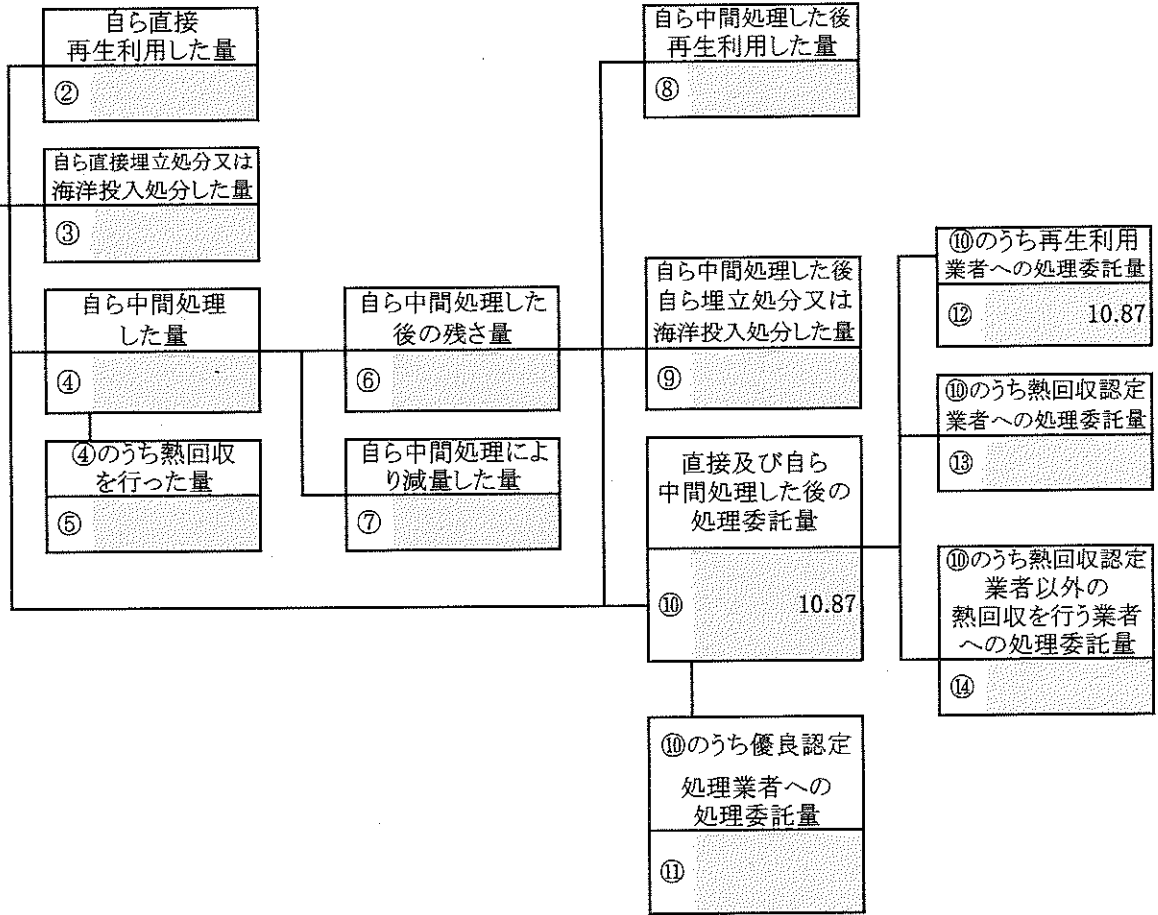 自ら直接
再生利用した量
②
自ら直接埋立処分又は
海洋投入処分した量
③
自ら中間処理
した量
④
④のうち熱回収
を行った量
⑤
自ら中間処理した
後の残さ量
⑥
自ら中間処理によ
り減量した量
⑦
自ら中間処理した後
再生利用した量
⑧
自ら中間処理した後
自ら埋立処分又は
海洋投入処分した量
⑨
直接及び自ら
中間処理した後の
処理委託量
⑩ 10.87
⑩のうち優良認定
処理業者への
処理委託量
⑪
⑩のうち再生利用
業者への処理委託量
⑫ 10.87
⑩のうち熱回収認定
業者への処理委託量
⑬
⑩のうち熱回収認定
業者以外の
熱回収を行う業者
への処理委託量
⑭